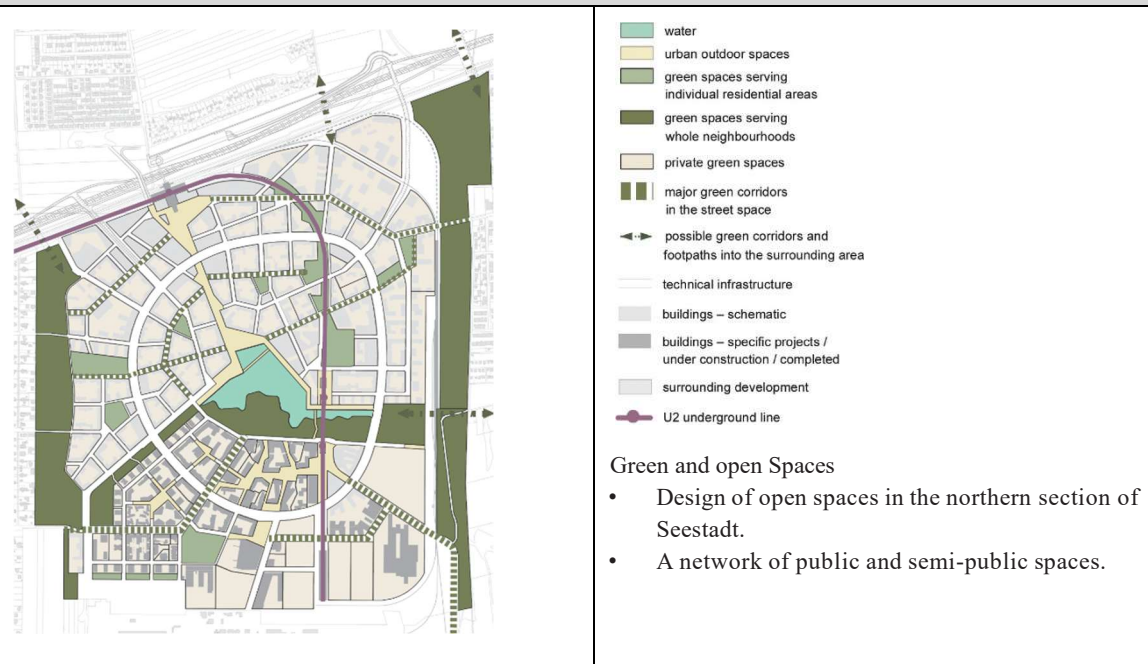 water
urban outdoor spaces
green spaces serving
individual residential areas
green spaces serving
whole neighbourhoods
private green spaces
major green corridors
in the street space
possible green corridors and
footpaths into the surrounding area
technical infrastructure
buildings – schematic
buildings – specific projects /
under construction / completed
surrounding development
U2 underground line
Green and open Spaces
• Design of open spaces in the northern section of
Seestadt.
• A network of public and semi-public spaces.